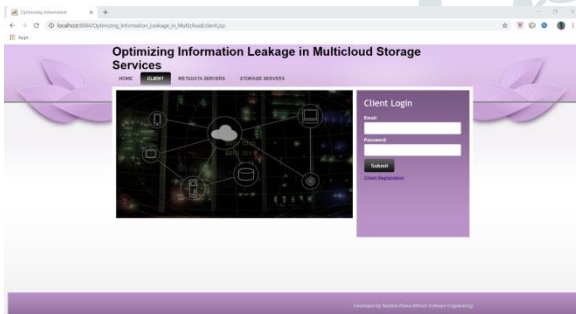 Optimizing Information
localhost:8084/Optimizing_Information_Leakage_in_Multicloud/client.jsp
Apps
Optimizing Information Leakage in Multicloud Storage
Services
HOME CLIENT METADATA SERVERS STORAGE SERVERS
Client Login
Email
Password
Submit
Client Registration